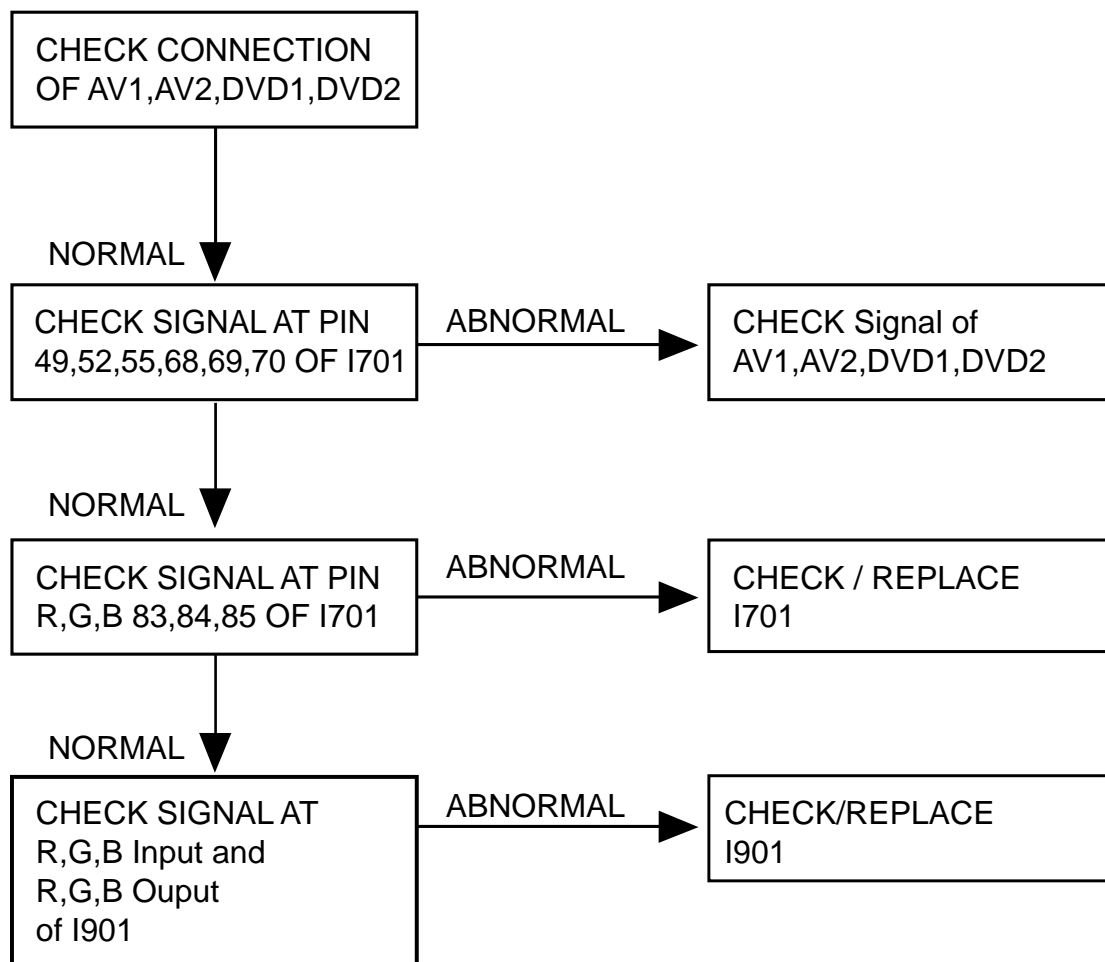 CHECK CONNECTION
OF AV1,AV2,DVD1,DVD2
NORMAL
CHECK SIGNAL AT PIN
49,52,55,68,69,70 OF I701
ABNORMAL
CHECK Signal of
AV1,AV2,DVD1,DVD2
NORMAL
CHECK SIGNAL AT PIN
R,G,B 83,84,85 OF I701
ABNORMAL
CHECK / REPLACE
I701
NORMAL
CHECK SIGNAL AT
R,G,B Input and
R,G,B Ouput
of I901
ABNORMAL
CHECK/REPLACE
I901